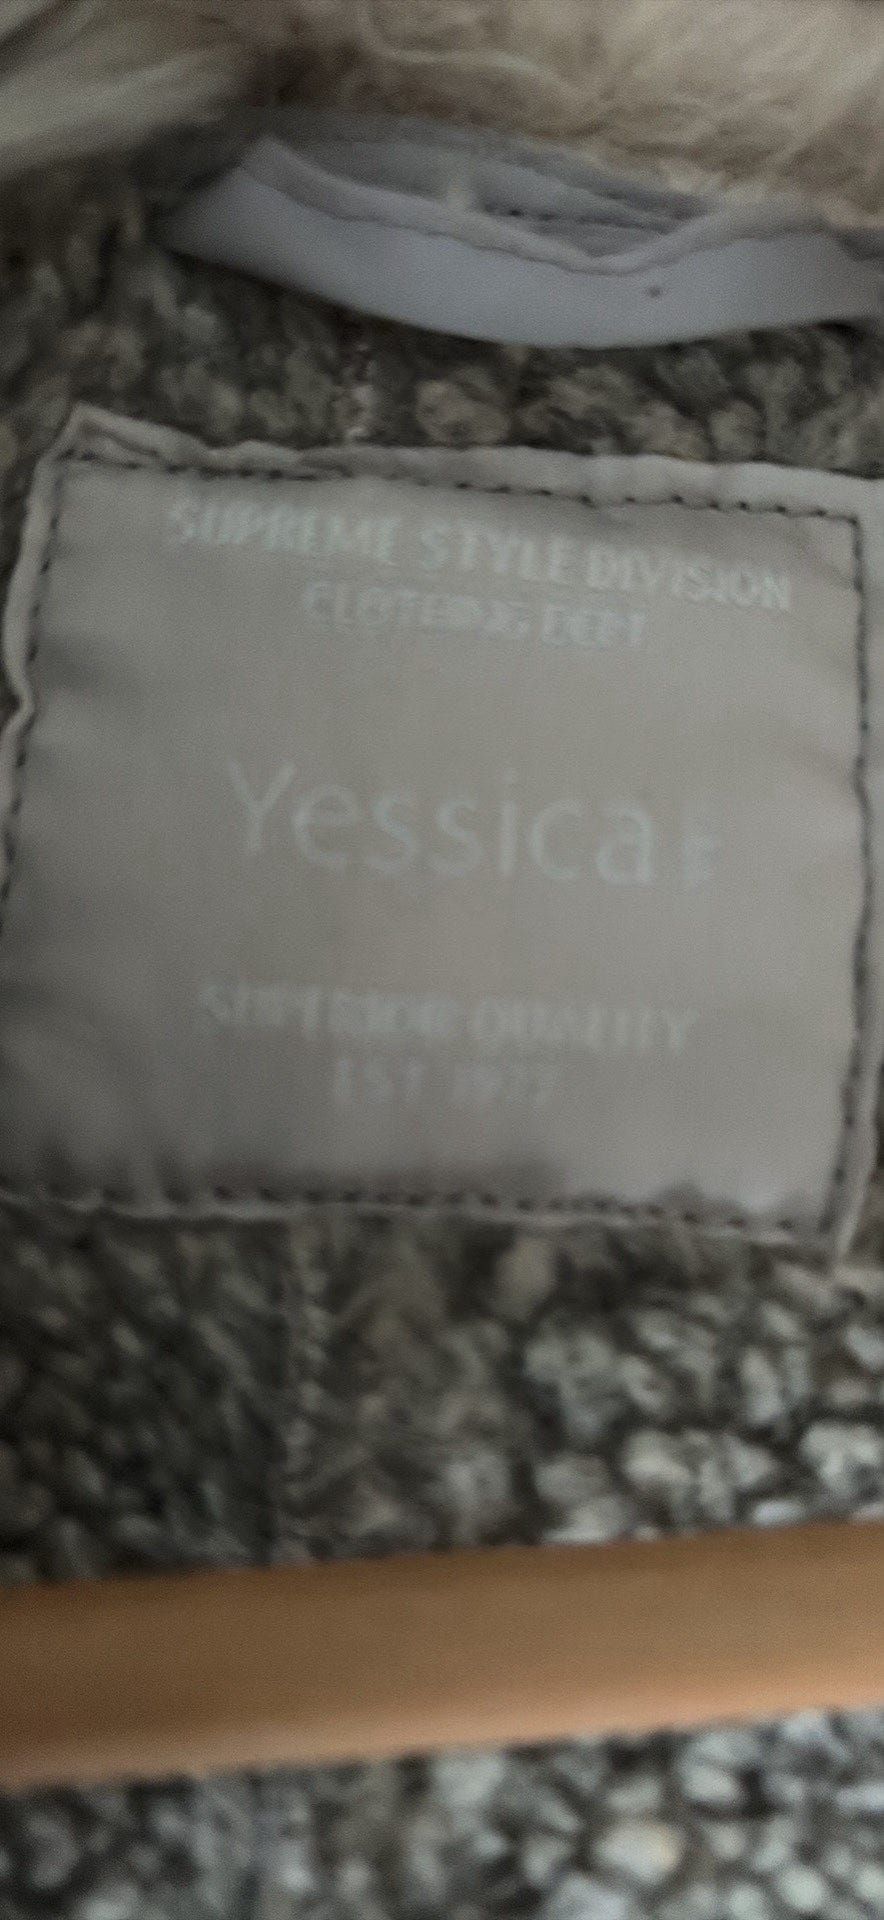 SUPREME STYLE DIVISION
CLOTHING DEPT
Yessica
SUPERIOR QUALITY
EST